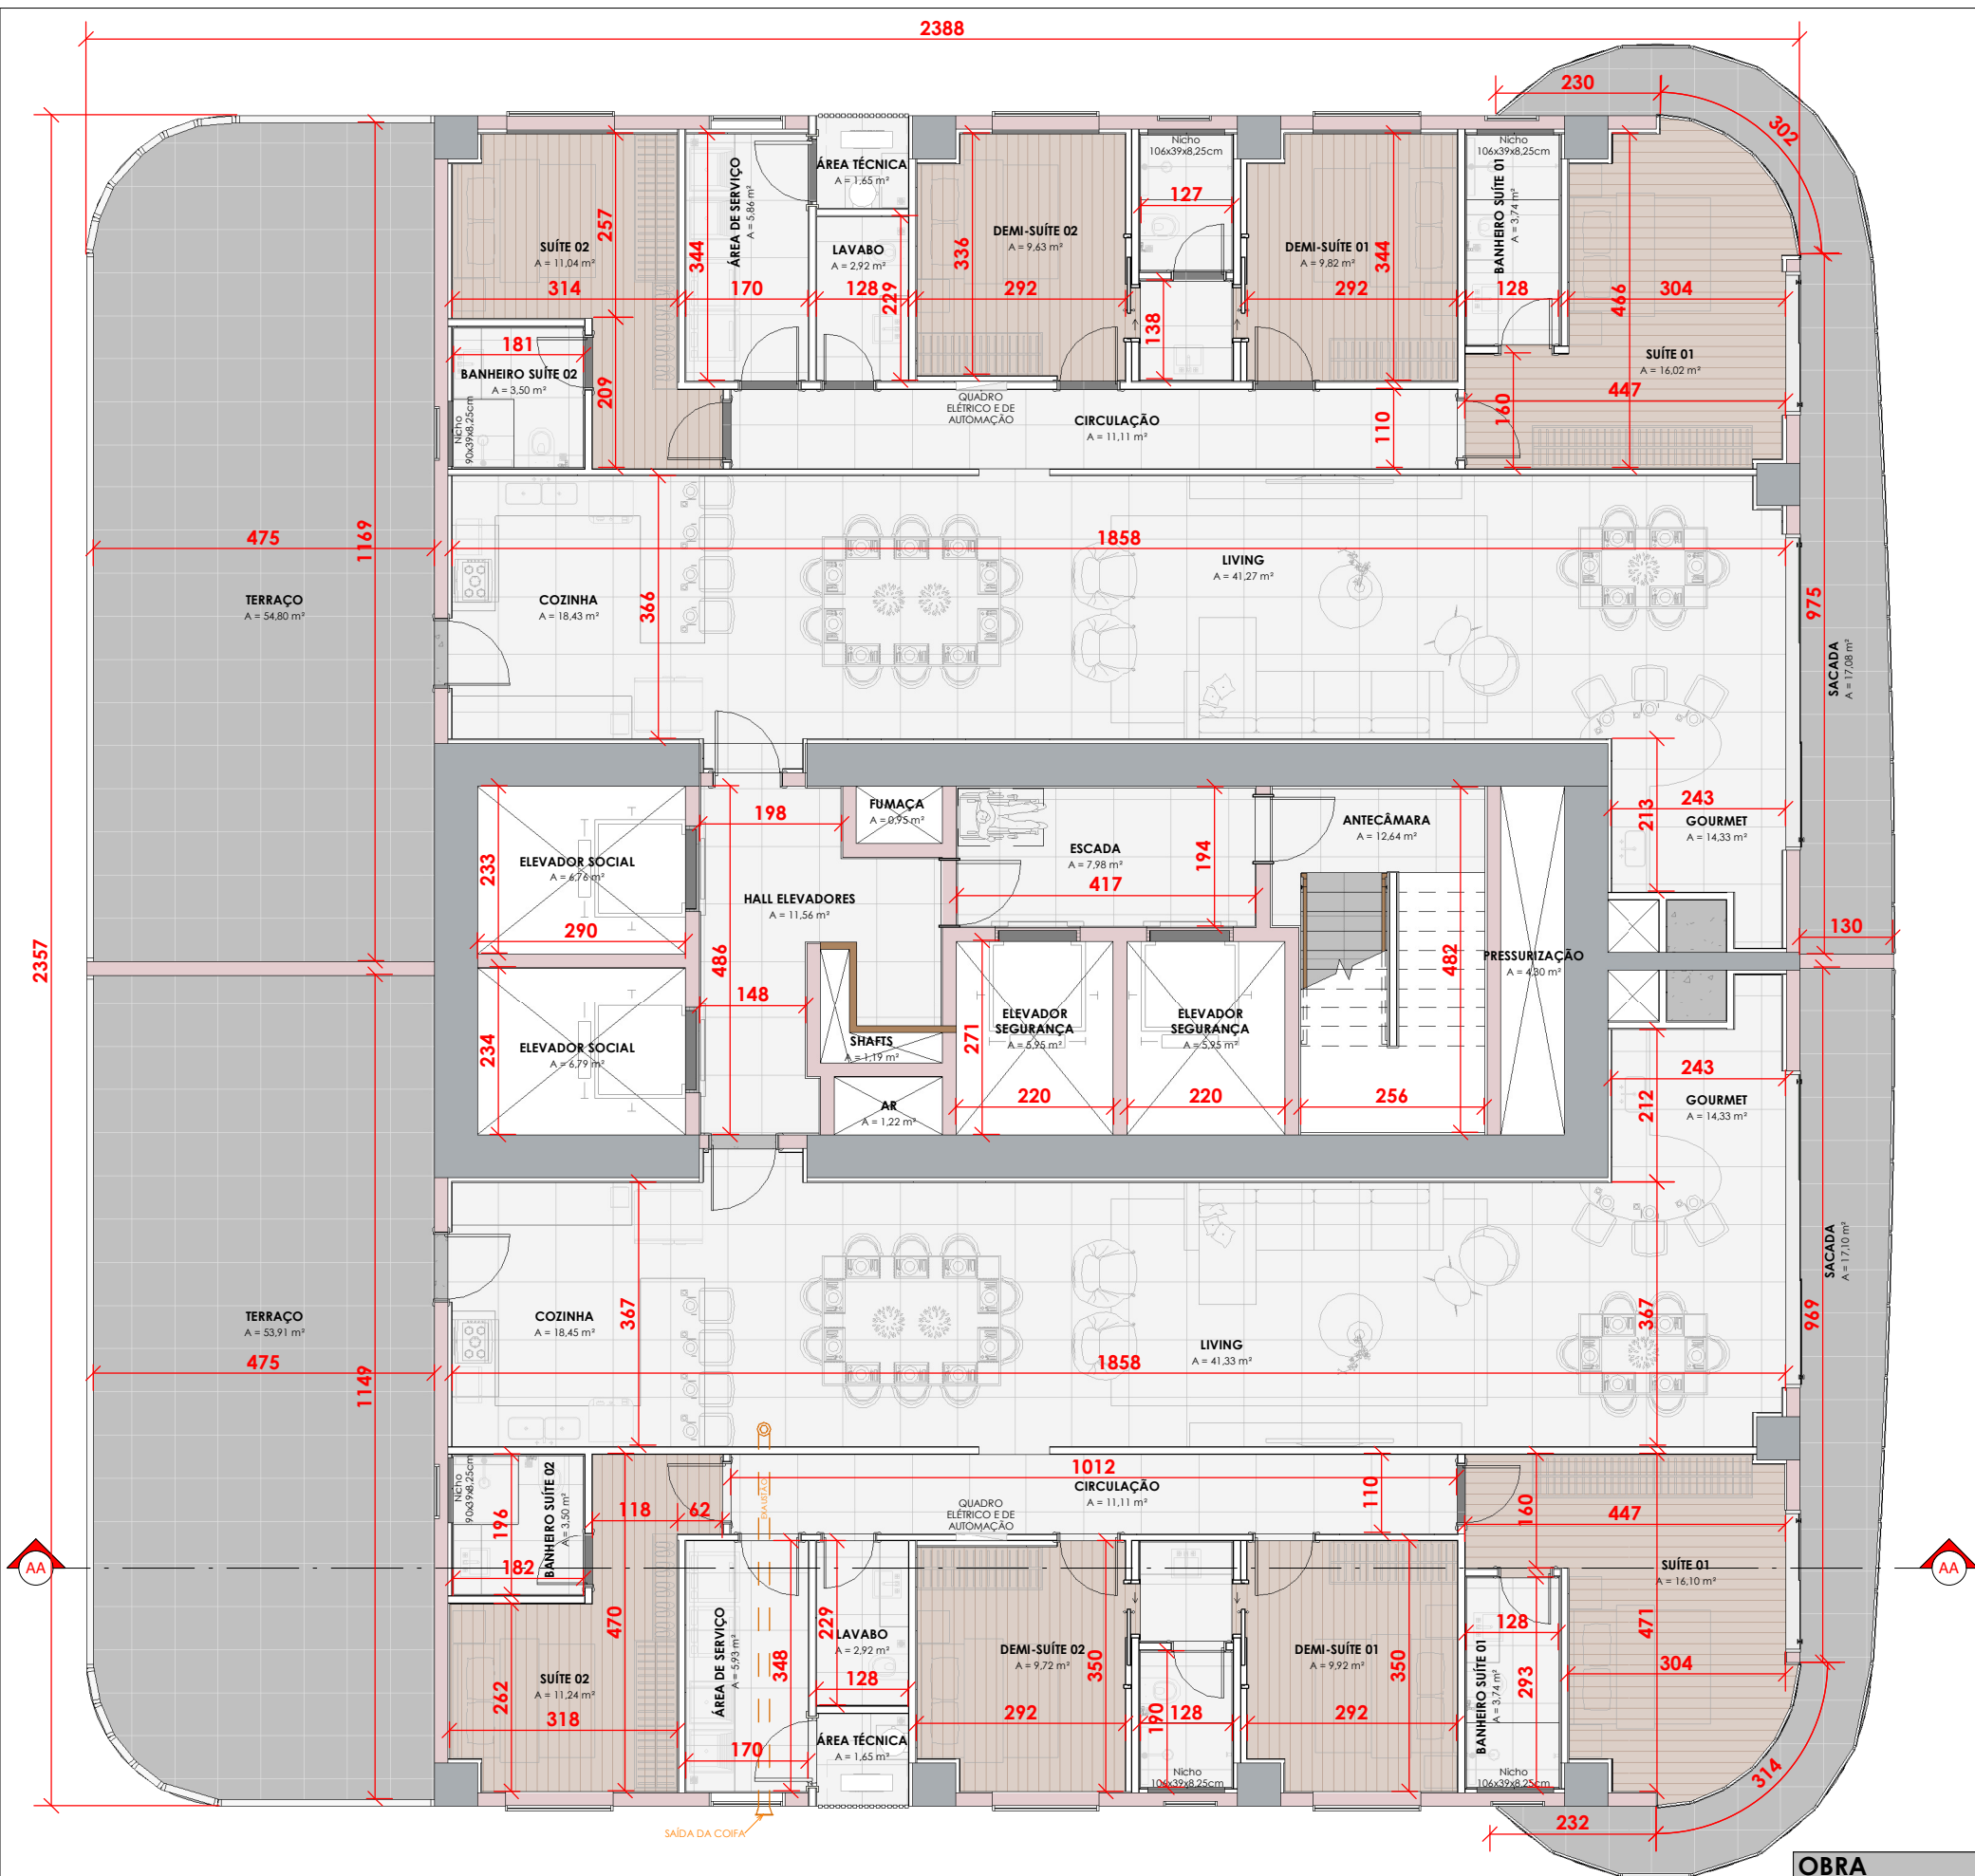 2388
230
302
2357
1169
475
TERRAÇO
A = 54,80 m²
SUÍTE 02
A = 11,04 m²
257
314
209
181
BANHEIRO SUÍTE 02
A = 3,50 m²
Nicho
90x39x8,25cm
ÁREA DE SERVIÇO
A = 5,86 m²
344
170
ÁREA TÉCNICA
A = 1,65 m²
LAVABO
A = 2,92 m²
128
229
DEMI-SUÍTE 02
A = 9,63 m²
336
292
Nicho
106x39x8,25cm
127
138
DEMI-SUÍTE 01
A = 9,82 m²
344
292
Nicho
106x39x8,25cm
BANHEIRO SUÍTE 01
A = 3,74 m²
128
466
304
SUÍTE 01
A = 16,02 m²
447
160
QUADRO
ELÉTRICO E DE
AUTOMAÇÃO
CIRCULAÇÃO
A = 11,11 m²
110
1858
366
COZINHA
A = 18,43 m²
LIVING
A = 41,27 m²
975
SACADA
A = 17,08 m²
213
243
GOURMET
A = 14,33 m²
130
ELEVADOR SOCIAL
A = 6,76 m²
233
290
198
486
148
HALL ELEVADORES
A = 11,56 m²
FUMAÇA
A = 0,95 m²
ESCADA
A = 7,98 m²
194
417
ANTECÂMARA
A = 12,64 m²
482
PRESSURIZAÇÃO
A = 4,30 m²
ELEVADOR SOCIAL
A = 6,79 m²
234
SHAFTS
A = 1,19 m²
AR
A = 1,22 m²
271
ELEVADOR
SEGURANÇA
A = 5,95 m²
220
ELEVADOR
SEGURANÇA
A = 5,95 m²
220
256
243
212
GOURMET
A = 14,33 m²
TERRAÇO
A = 53,91 m²
475
1149
COZINHA
A = 18,45 m²
367
LIVING
A = 41,33 m²
1858
367
969
SACADA
A = 17,10 m²
Nicho
90x39x8,25cm
196
182
BANHEIRO SUÍTE 02
A = 3,50 m²
118
62
470
EXAUSTÃO
1012
CIRCULAÇÃO
A = 11,11 m²
QUADRO
ELÉTRICO E DE
AUTOMAÇÃO
110
160
447
SUÍTE 01
A = 16,10 m²
471
304
AA
AA
SUÍTE 02
A = 11,24 m²
262
318
ÁREA DE SERVIÇO
A = 5,93 m²
348
170
LAVABO
A = 2,92 m²
229
128
ÁREA TÉCNICA
A = 1,65 m²
DEMI-SUÍTE 02
A = 9,72 m²
350
292
190
128
Nicho
106x39x8,25cm
DEMI-SUÍTE 01
A = 9,92 m²
350
292
BANHEIRO SUÍTE 01
A = 3,74 m²
128
293
Nicho
106x39x8,25cm
314
232
SAÍDA DA COIFA
OBRA